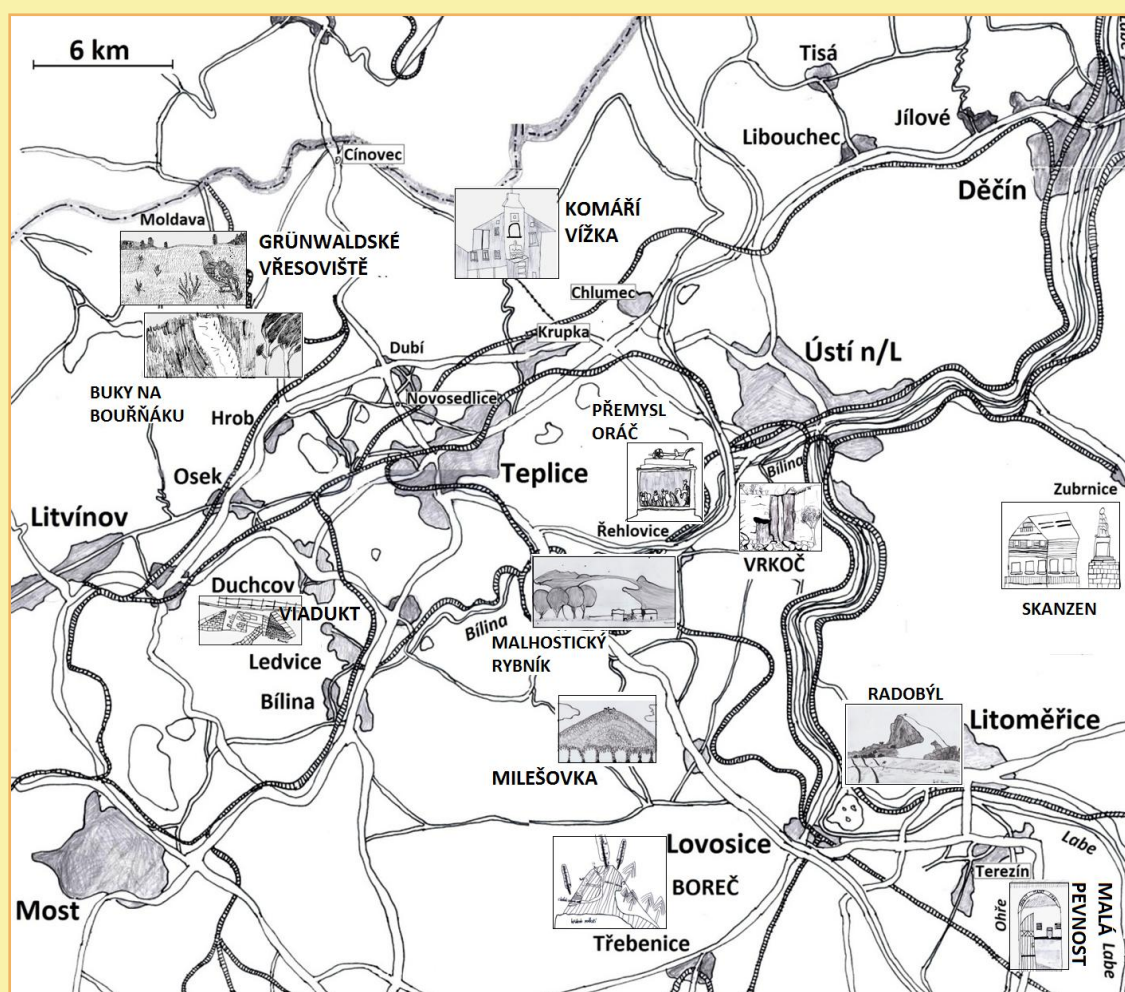 6 km
Tisá
Jílové
Libouchec
Cínovec
Děčín
KOMÁŘÍ
VÍŽKA
Moldava
GRÜNWALDSKÉ
VŘESOVIŠTĚ
Chlumec
Krupka
Dubí
Ústí n/L
BUKY NA
BOUŘŇÁKU
Novosedlice
PŘEMYSL
ORÁČ
Hrob
Osek
Teplice
Bílina
Zubrnice
Litvínov
Řehlovice
VRKOČ
Duchcov
VIADUKT
SKANZEN
Bílina
MALHOSTICKÝ
RYBNÍK
Ledvice
Bílina
RADOBÝL
Litoměřice
MILEŠOVKA
Lovosice
Labe
BOREČ
Terezín
Most
Třebenice
Ohře
MALÁ
PEVNOST
Labe